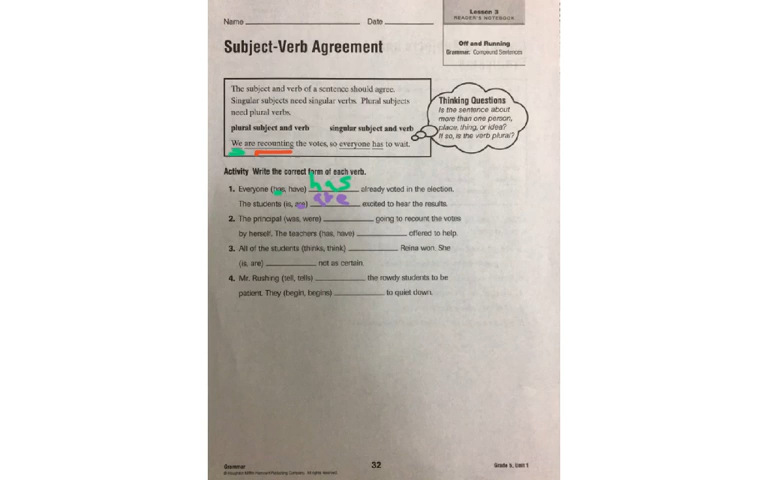 Name Date
Lesson 3
READER'S NOTEBOOK
Subject-Verb Agreement
Off and Running
Grammar: Compound Sentences
The subject and verb of a sentence should agree.
Singular subjects need singular verbs. Plural subjects
need plural verbs.
plural subject and verb singular subject and verb
We are recounting the votes, so everyone has to wait.
Thinking Questions
Is the sentence about
more than one person,
place, thing, or idea?
If so, is the verb plural?
Activity Write the correct form of each verb.
1. Everyone (has, have) has already voted in the election.
The students (is, are) are excited to hear the results.
2. The principal (was, were) going to recount the votes
by herself. The teachers (has, have) offered to help.
3. All of the students (thinks, think) Reina won. She
(is, are) not as certain.
4. Mr. Rushing (tell, tells) the rowdy students to be
patient. They (begin, begins) to quiet down.
Grammar 32 Grade 5, Unit 1
© Houghton Mifflin Harcourt Publishing Company. All rights reserved.